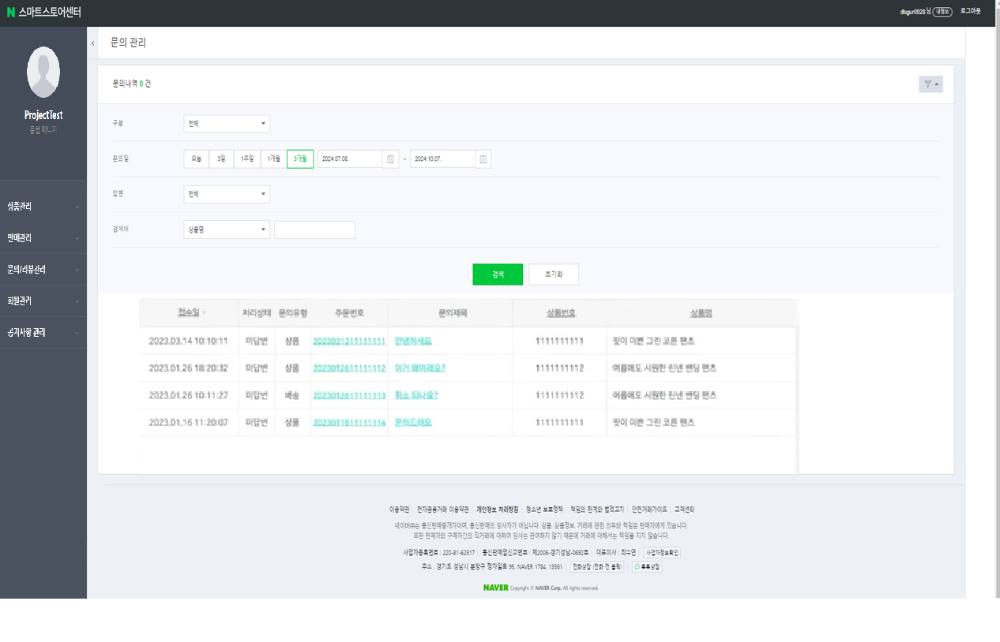 N 스마트스토어센터
disgur0528 님 내정보 로그아웃
ProjectTest
통합 매니저
상품관리
판매관리
문의/리뷰관리
회원관리
공지사항 관리
문의 관리
문의내역 0 건
구분 전체
문의일 오늘 3일 1주일 1개월 3개월 2024.07.08. ~ 2024.10.07.
답변 전체
검색어 상품명
검색 초기화
접수일 처리상태 문의유형 주문번호 문의제목 상품번호 상품명
2023.03.14 10:10:11 미답변 상품 2023031311111111 안녕하세요 1111111111 핏이 이쁜 그린 코튼 팬츠
2023.01.26 18:20:32 미답변 상품 2023012611111112 이거 왜이래요? 1111111112 여름에도 시원한 린넨 밴딩 팬츠
2023.01.26 10:11:27 미답변 배송 2023012611111113 취소 되나요? 1111111112 여름에도 시원한 린넨 밴딩 팬츠
2023.01.16 11:20:07 미답변 상품 2023011611111114 문의드려요 1111111111 핏이 이쁜 그린 코튼 팬츠
이용약관 전자금융거래 이용약관 개인정보 처리방침 청소년 보호정책 책임의 한계와 법적고지 안전거래가이드 고객센터
네이버㈜는 통신판매중개자이며, 통신판매의 당사자가 아닙니다. 상품, 상품정보, 거래에 관한 의무와 책임은 판매자에게 있습니다.
또한 판매자와 구매자간의 직거래에 대하여 당사는 관여하지 않기 때문에 거래에 대해서는 책임을 지지 않습니다.
사업자등록번호 : 220-81-62517 통신판매업신고번호 : 제2006-경기성남-0692호 대표이사 : 최수연 사업자정보확인
주소 : 경기도 성남시 분당구 정자일로 95, NAVER 1784, 13561 전화상담 (전화 전 클릭) 톡톡상담
NAVER Copyright © NAVER Corp. All rights reserved.